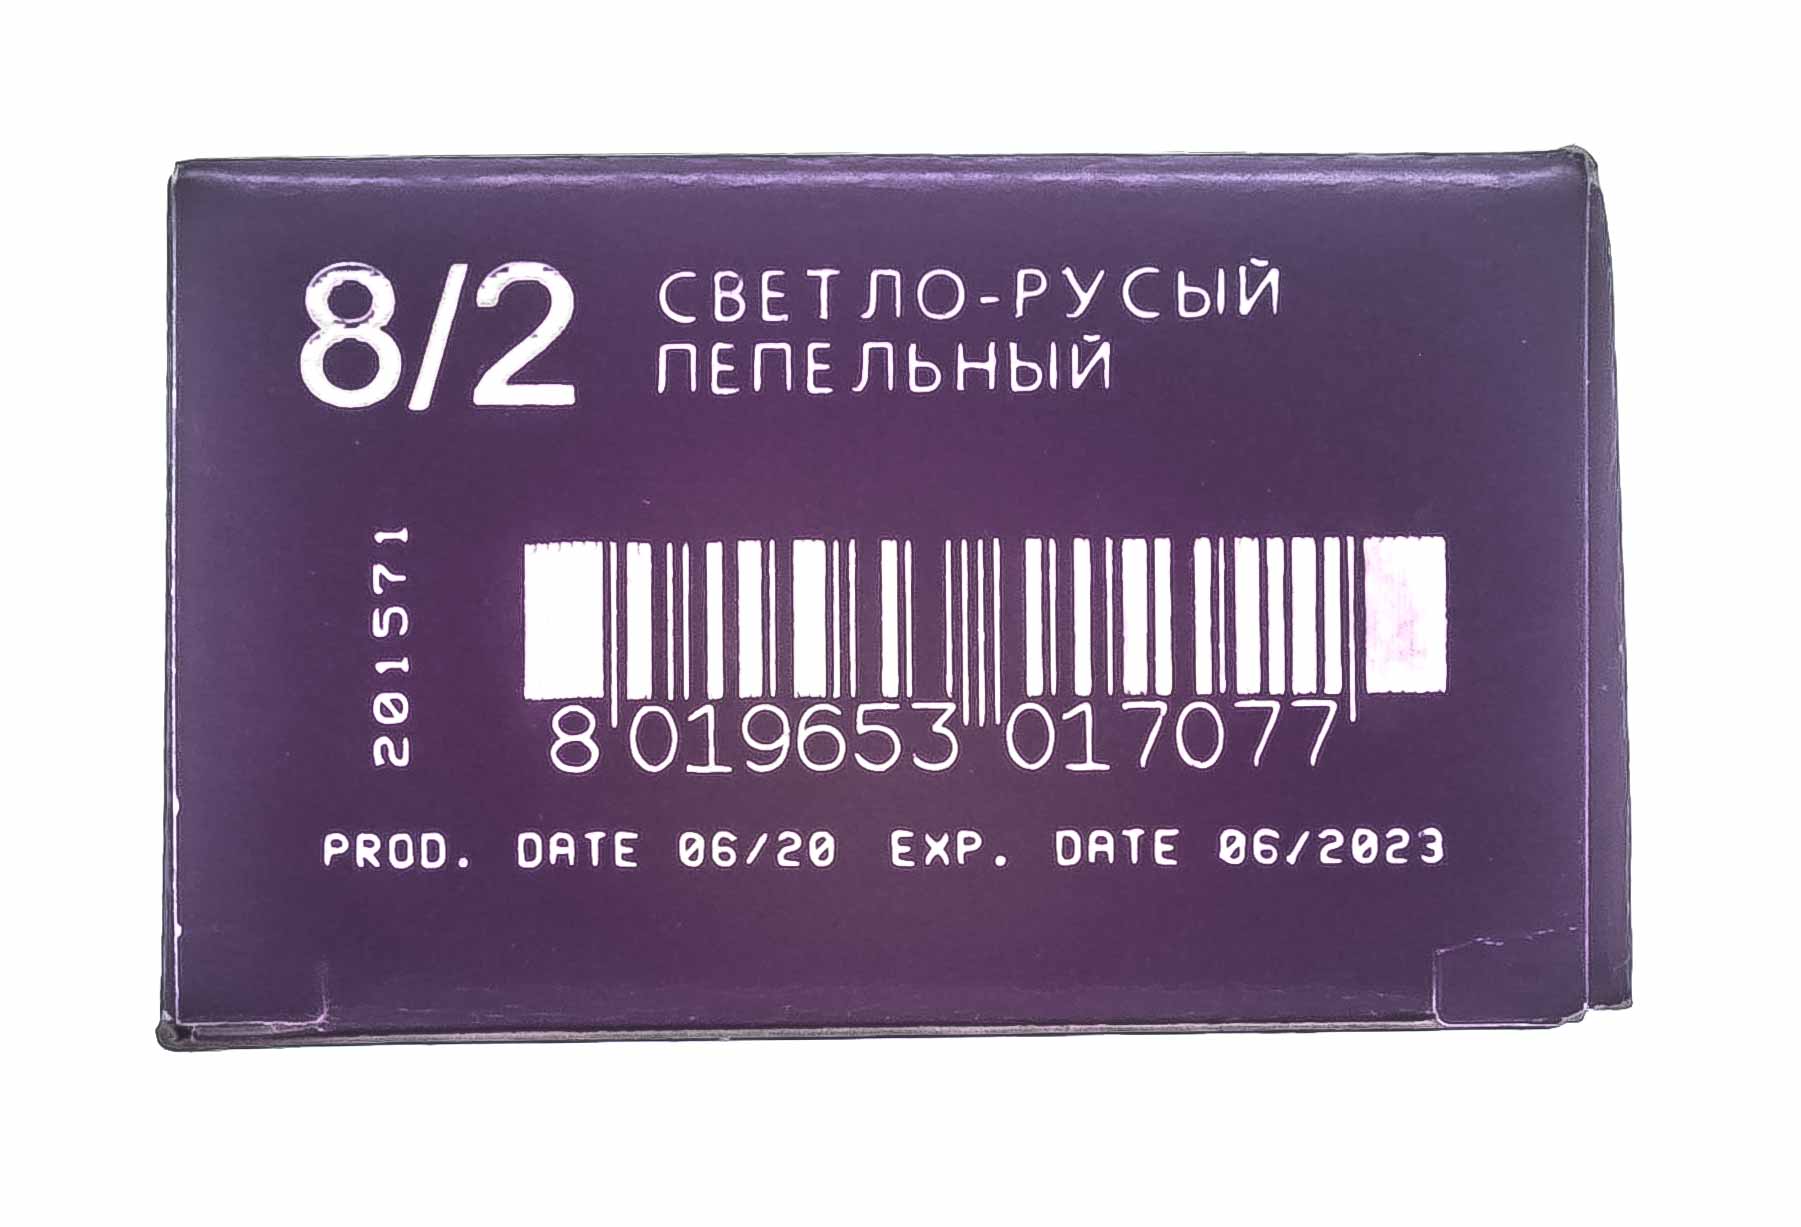 8/2
СВЕТЛО-РУСЫЙ
ПЕПЕЛЬНЫЙ
201571
8 019653 017077
PROD. DATE 06/20 EXP. DATE 06/2023